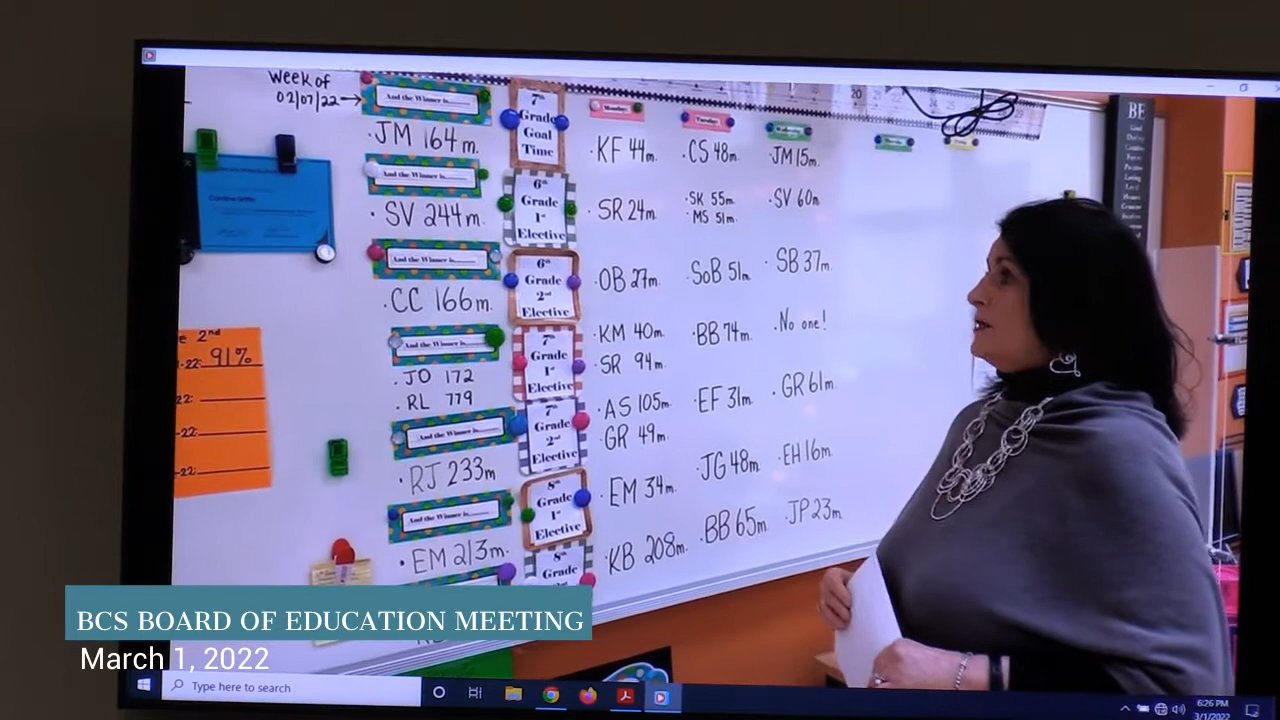 Week of
02/07/22→
And the Winner is
7th
Grade
Goal
Time
Monday
Tuesday
20
BE
· JM 164 m.
· KF 44m.
· CS 48m.
· JM 15m.
And the Winner is
6th
Grade
1st
Elective
· SV 244 m.
· SR 24m.
· SK 55m.
· MS 51m.
· SV 60m
And the Winner is
6th
Grade
2nd
Elective
· CC 166m.
· OB 27m.
· SoB 51m.
· SB 37m.
And the Winner is
7th
Grade
1st
Elective
· JO 172
· RL 779
· KM 40m.
· SR 94m.
· BB 74m.
· No one!
e 2nd
-22: 91%
22:
-22:
-22:
And the Winner is
7th
Grade
2nd
Elective
· RJ 233m.
· AS 105m.
· GR 49m.
· EF 31m.
· GR 61m.
And the Winner is
8th
Grade
1st
Elective
· EM 213m.
· EM 34m.
· JG 48m.
· EH 16m.
8th
Grade
· KB 208m.
· BB 65m.
· JP 23m.
BCS BOARD OF EDUCATION MEETING
March 1, 2022
Type here to search
6:26 PM
3/1/2022